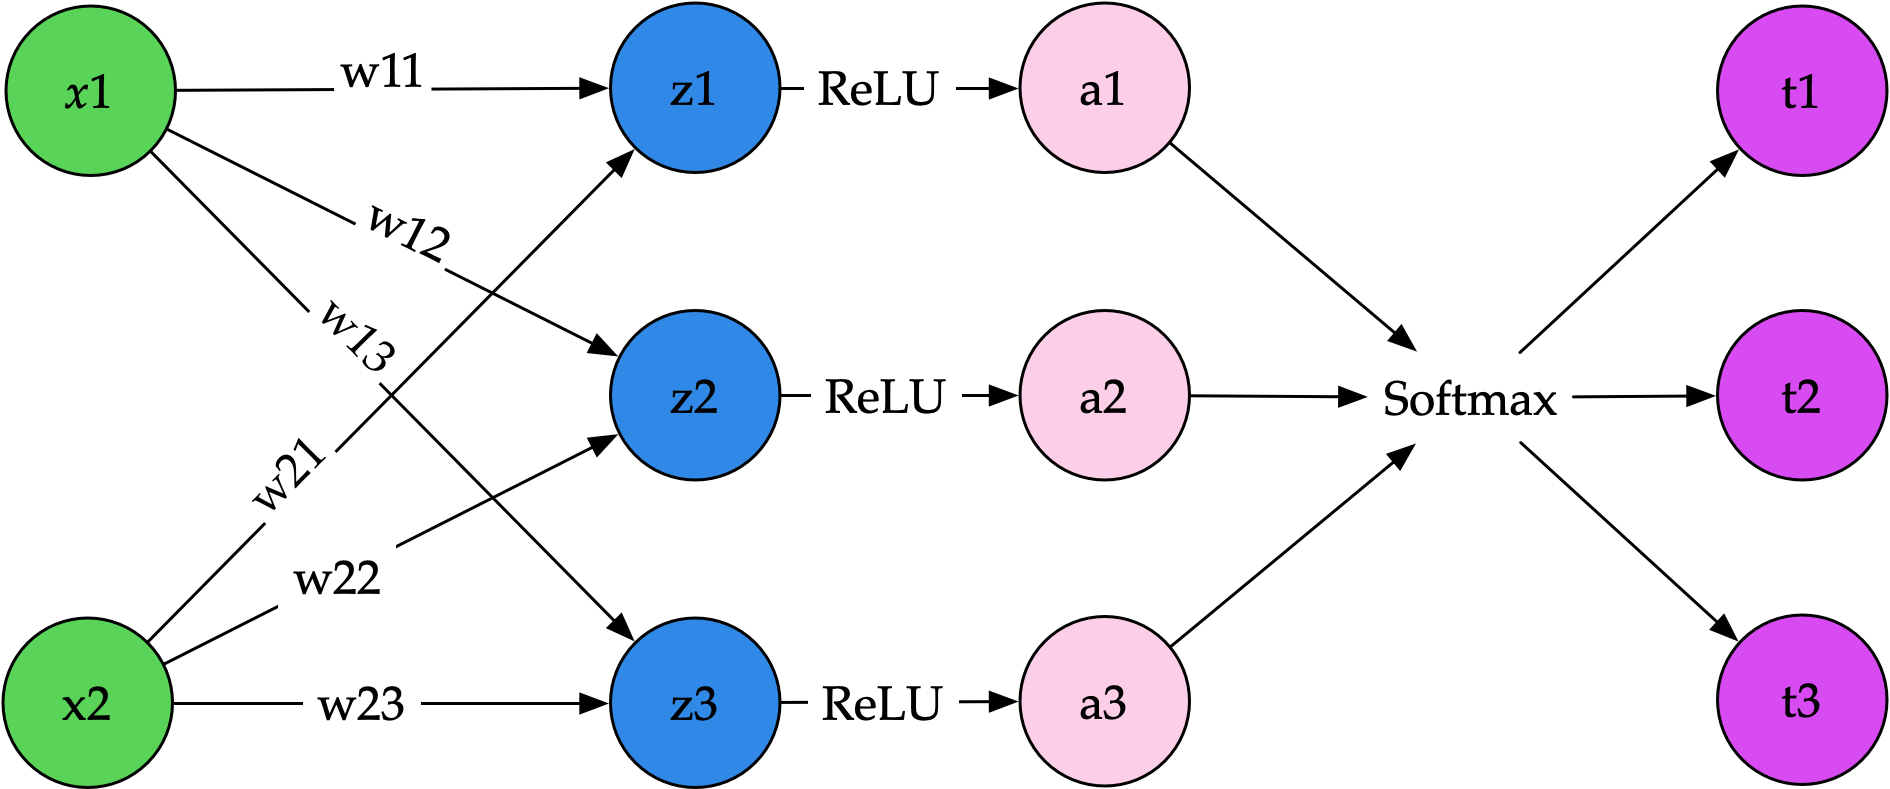 x1
w11
z1
ReLU
a1
t1
w12
w13
z2
ReLU
a2
Softmax
t2
w21
w22
x2
w23
z3
ReLU
a3
t3